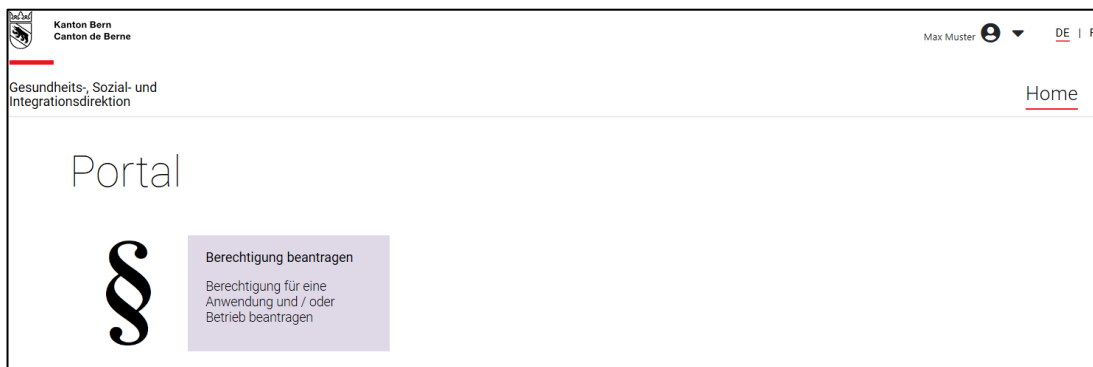 Kanton Bern
Canton de Berne
Max Muster
DE |
Gesundheits-, Sozial- und
Integrationsdirektion
Home
Portal
§
Berechtigung beantragen
Berechtigung für eine
Anwendung und / oder
Betrieb beantragen